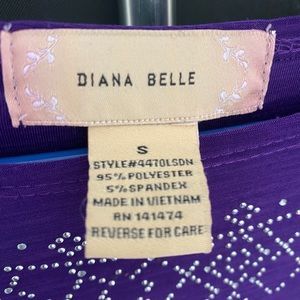 DIANA BELLE
S
STYLE#4470LSDN
95%POLYESTER
5%SPANDEX
MADE IN VIETNAM
RN 141474
REVERSE FOR CARE